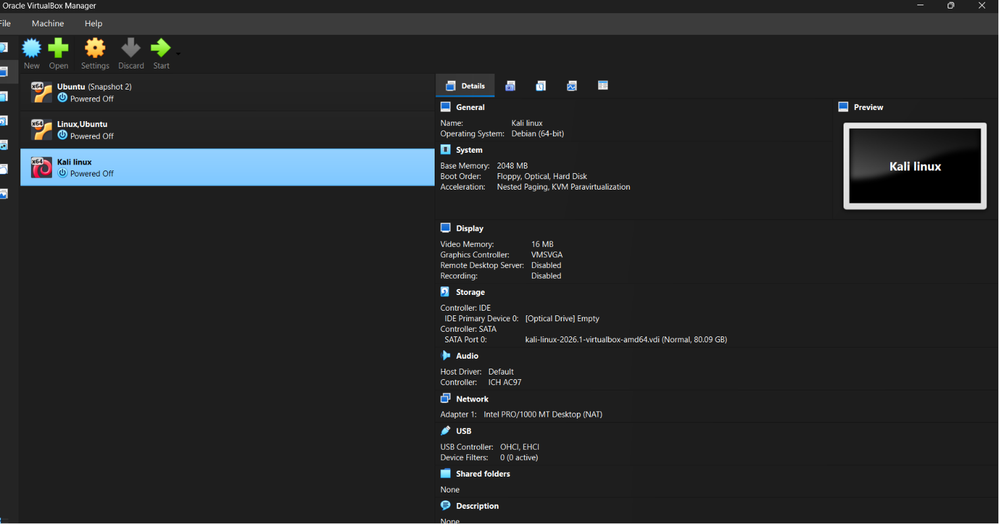 Oracle VirtualBox Manager
File Machine Help
New Open Settings Discard Start
x64 Ubuntu (Snapshot 2)
Powered Off
x64 Linux,Ubuntu
Powered Off
x64 Kali linux
Powered Off
Details
General
Name: Kali linux
Operating System: Debian (64-bit)
System
Base Memory: 2048 MB
Boot Order: Floppy, Optical, Hard Disk
Acceleration: Nested Paging, KVM Paravirtualization
Preview
Kali linux
Display
Video Memory: 16 MB
Graphics Controller: VMSVGA
Remote Desktop Server: Disabled
Recording: Disabled
Storage
Controller: IDE
IDE Primary Device 0: [Optical Drive] Empty
Controller: SATA
SATA Port 0: kali-linux-2026.1-virtualbox-amd64.vdi (Normal, 80.09 GB)
Audio
Host Driver: Default
Controller: ICH AC97
Network
Adapter 1: Intel PRO/1000 MT Desktop (NAT)
USB
USB Controller: OHCI, EHCI
Device Filters: 0 (0 active)
Shared folders
None
Description
None